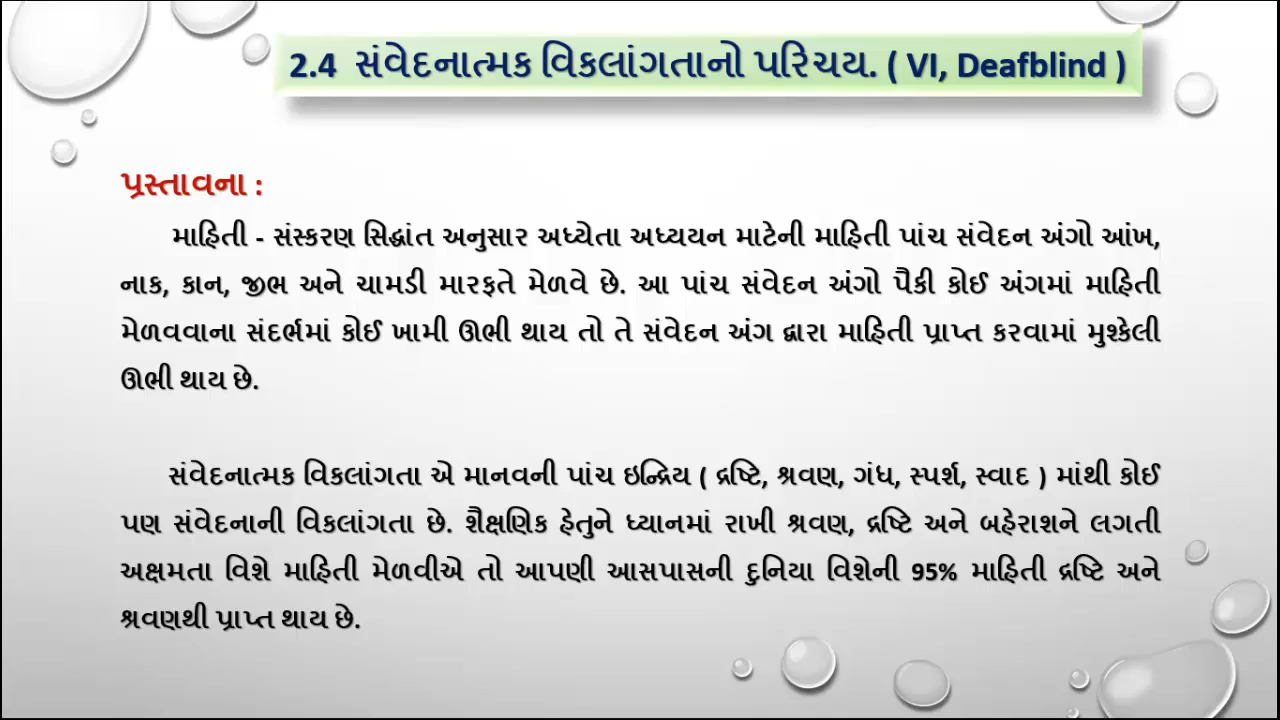 2.4 સંવેદનાત્મક વિકલાંગતાનો પરિચય. ( VI, Deafblind )
પ્રસ્તાવના :
માહિતી - સંસ્કરણ સિદ્ધાંત અનુસાર અધ્યેતા અધ્યયન માટેની માહિતી પાંચ સંવેદન અંગો આંખ,
નાક, કાન, જીભ અને ચામડી મારફતે મેળવે છે. આ પાંચ સંવેદન અંગો પૈકી કોઈ અંગમાં માહિતી
મેળવવાના સંદર્ભમાં કોઈ ખામી ઊભી થાય તો તે સંવેદન અંગ દ્વારા માહિતી પ્રાપ્ત કરવામાં મુશ્કેલી
ઊભી થાય છે.
સંવેદનાત્મક વિકલાંગતા એ માનવની પાંચ ઇન્દ્રિય ( દ્રષ્ટિ, શ્રવણ, ગંધ, સ્પર્શ, સ્વાદ ) માંથી કોઈ
પણ સંવેદનાની વિકલાંગતા છે. શૈક્ષણિક હેતુને ધ્યાનમાં રાખી શ્રવણ, દ્રષ્ટિ અને બહેરાશને લગતી
અક્ષમતા વિશે માહિતી મેળવીએ તો આપણી આસપાસની દુનિયા વિશેની 95% માહિતી દ્રષ્ટિ અને
શ્રવણથી પ્રાપ્ત થાય છે.